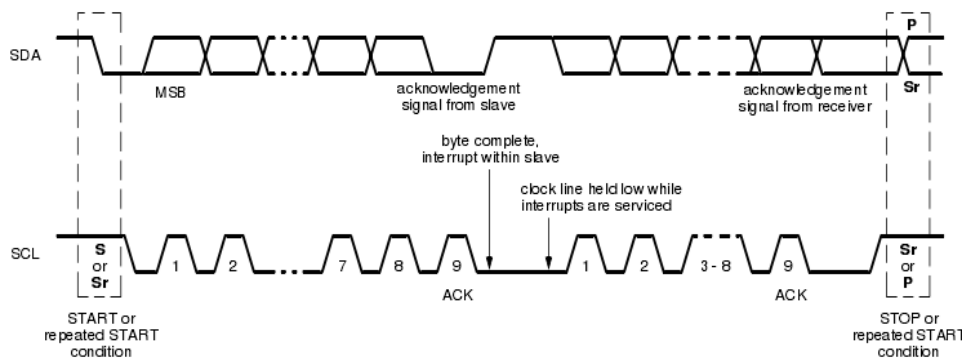 P
SDA
MSB
acknowledgement
signal from slave
acknowledgement
signal from receiver
Sr
byte complete,
interrupt within slave
clock line held low while
interrupts are serviced
SCL
S
or
Sr
1
2
7
8
9
1
2
3 - 8
9
Sr
or
P
ACK
ACK
START or
repeated START
condition
STOP or
repeated START
condition